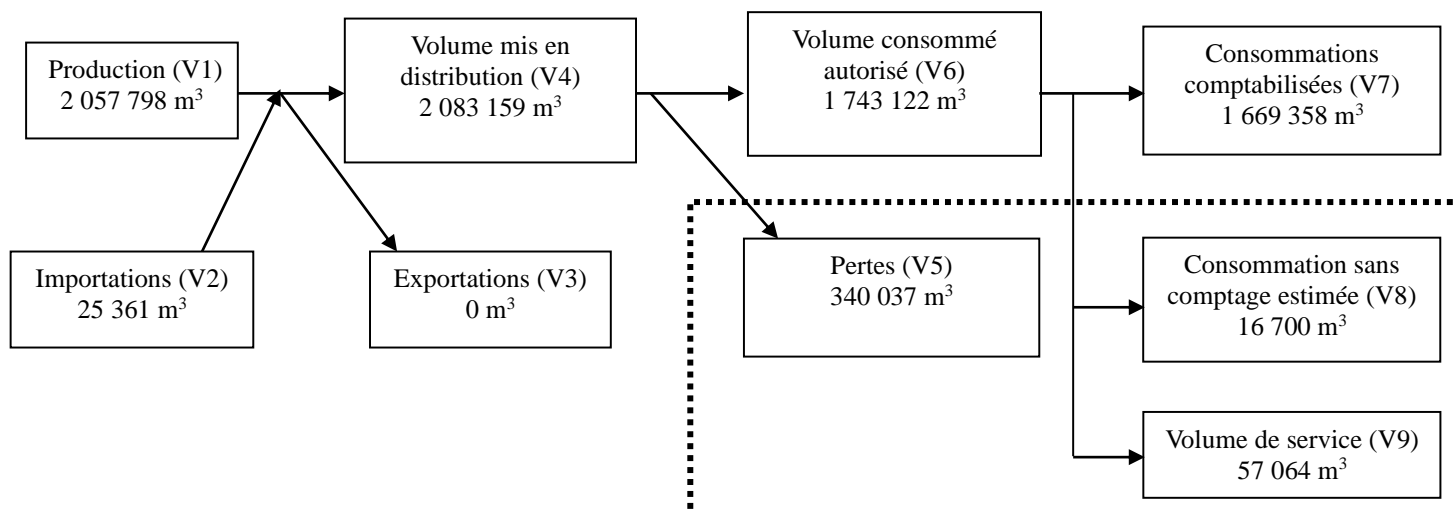 Production (V1)
2 057 798 m³
Volume mis en
distribution (V4)
2 083 159 m³
Volume consommé
autorisé (V6)
1 743 122 m³
Consommations
comptabilisées (V7)
1 669 358 m³
Importations (V2)
25 361 m³
Exportations (V3)
0 m³
Pertes (V5)
340 037 m³
Consommation sans
comptage estimée (V8)
16 700 m³
Volume de service (V9)
57 064 m³